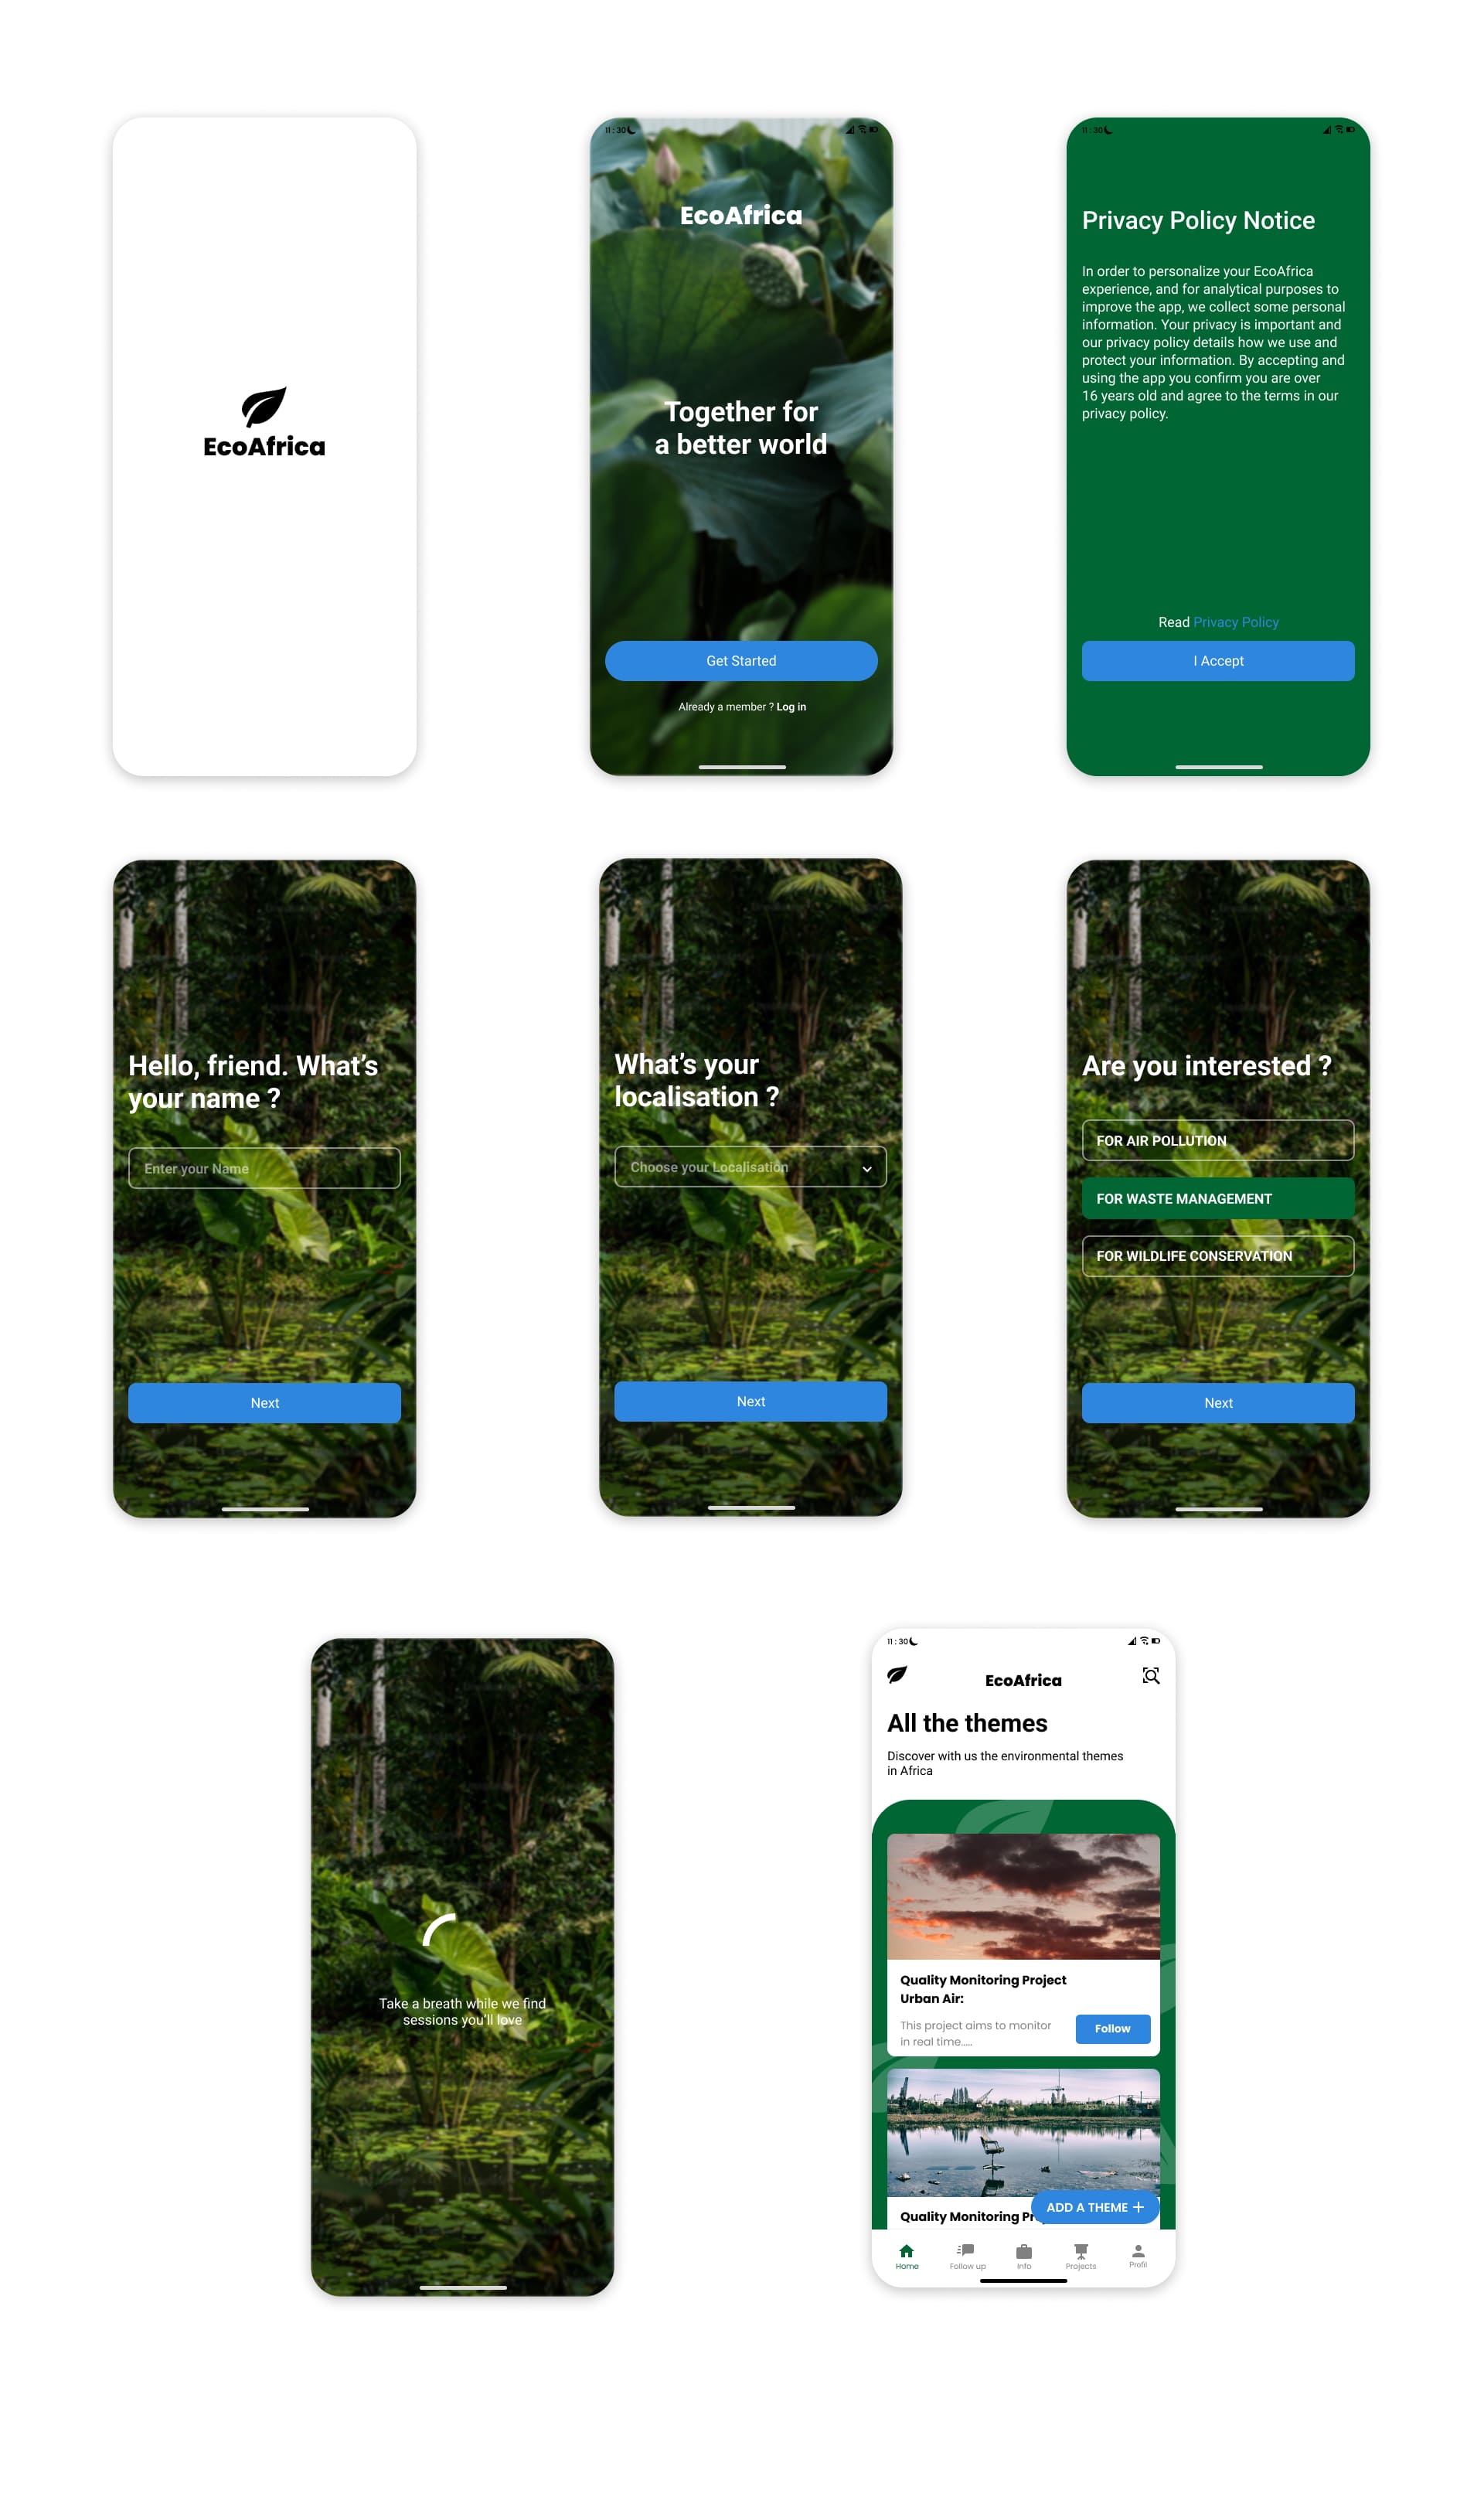 EcoAfrica
11 : 30
EcoAfrica
Together for
a better world
Get Started
Already a member ? Log in
11 : 30
Privacy Policy Notice
In order to personalize your EcoAfrica
experience, and for analytical purposes to
improve the app, we collect some personal
information. Your privacy is important and
our privacy policy details how we use and
protect your information. By accepting and
using the app you confirm you are over
16 years old and agree to the terms in our
privacy policy.
Read Privacy Policy
I Accept
Hello, friend. What’s
your name ?
Enter your Name
Next
What’s your
localisation ?
Choose your Localisation
Next
Are you interested ?
FOR AIR POLLUTION
FOR WASTE MANAGEMENT
FOR WILDLIFE CONSERVATION
Next
Take a breath while we find
sessions you’ll love
11 : 30
EcoAfrica
All the themes
Discover with us the environmental themes
in Africa
Quality Monitoring Project
Urban Air:
This project aims to monitor
in real time.....
Follow
Quality Monitoring Pro
ADD A THEME +
Home
Follow up
Info
Projects
Profil